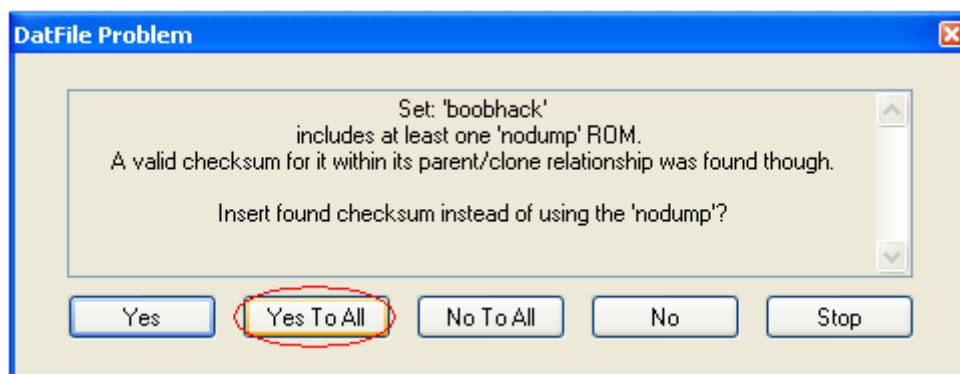 DatFile Problem
Set: 'boobhack'
includes at least one 'nodump' ROM.
A valid checksum for it within its parent/clone relationship was found though.
Insert found checksum instead of using the 'nodump'?
Yes
Yes To All
No To All
No
Stop